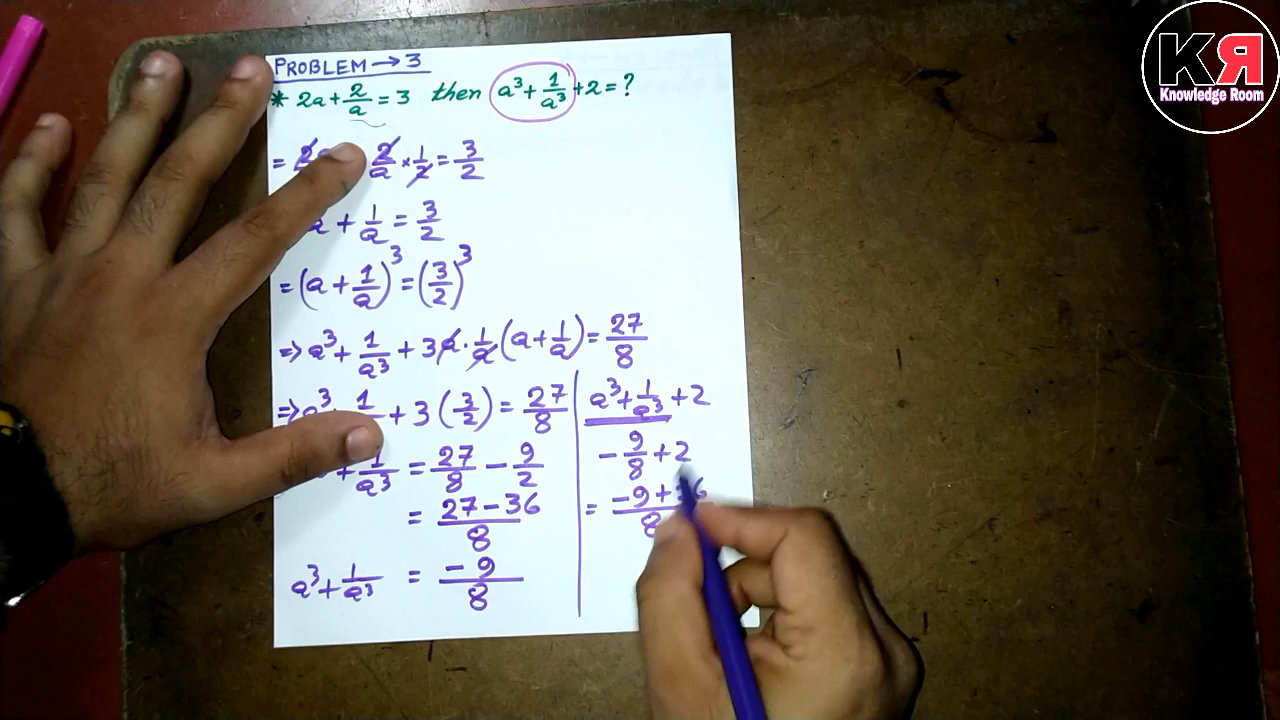 PROBLEM → 3
* 2a + 2/a = 3 then a³ + 1/a³ + 2 = ?
= 2/a × 1/2 = 3/2
+ 1/a = 3/2
= (a + 1/a)³ = (3/2)³
⇒ a³ + 1/a³ + 3a · 1/a (a + 1/a) = 27/8
⇒ a³ + 3 (3/2) = 27/8
+ 1/a³ = 27/8 - 9/2
= 27 - 36 / 8
a³ + 1/a³ = -9/8
a³ + 1/a³ + 2
- 9/8 + 2
= -9 + 6 / 8
KR
Knowledge Room